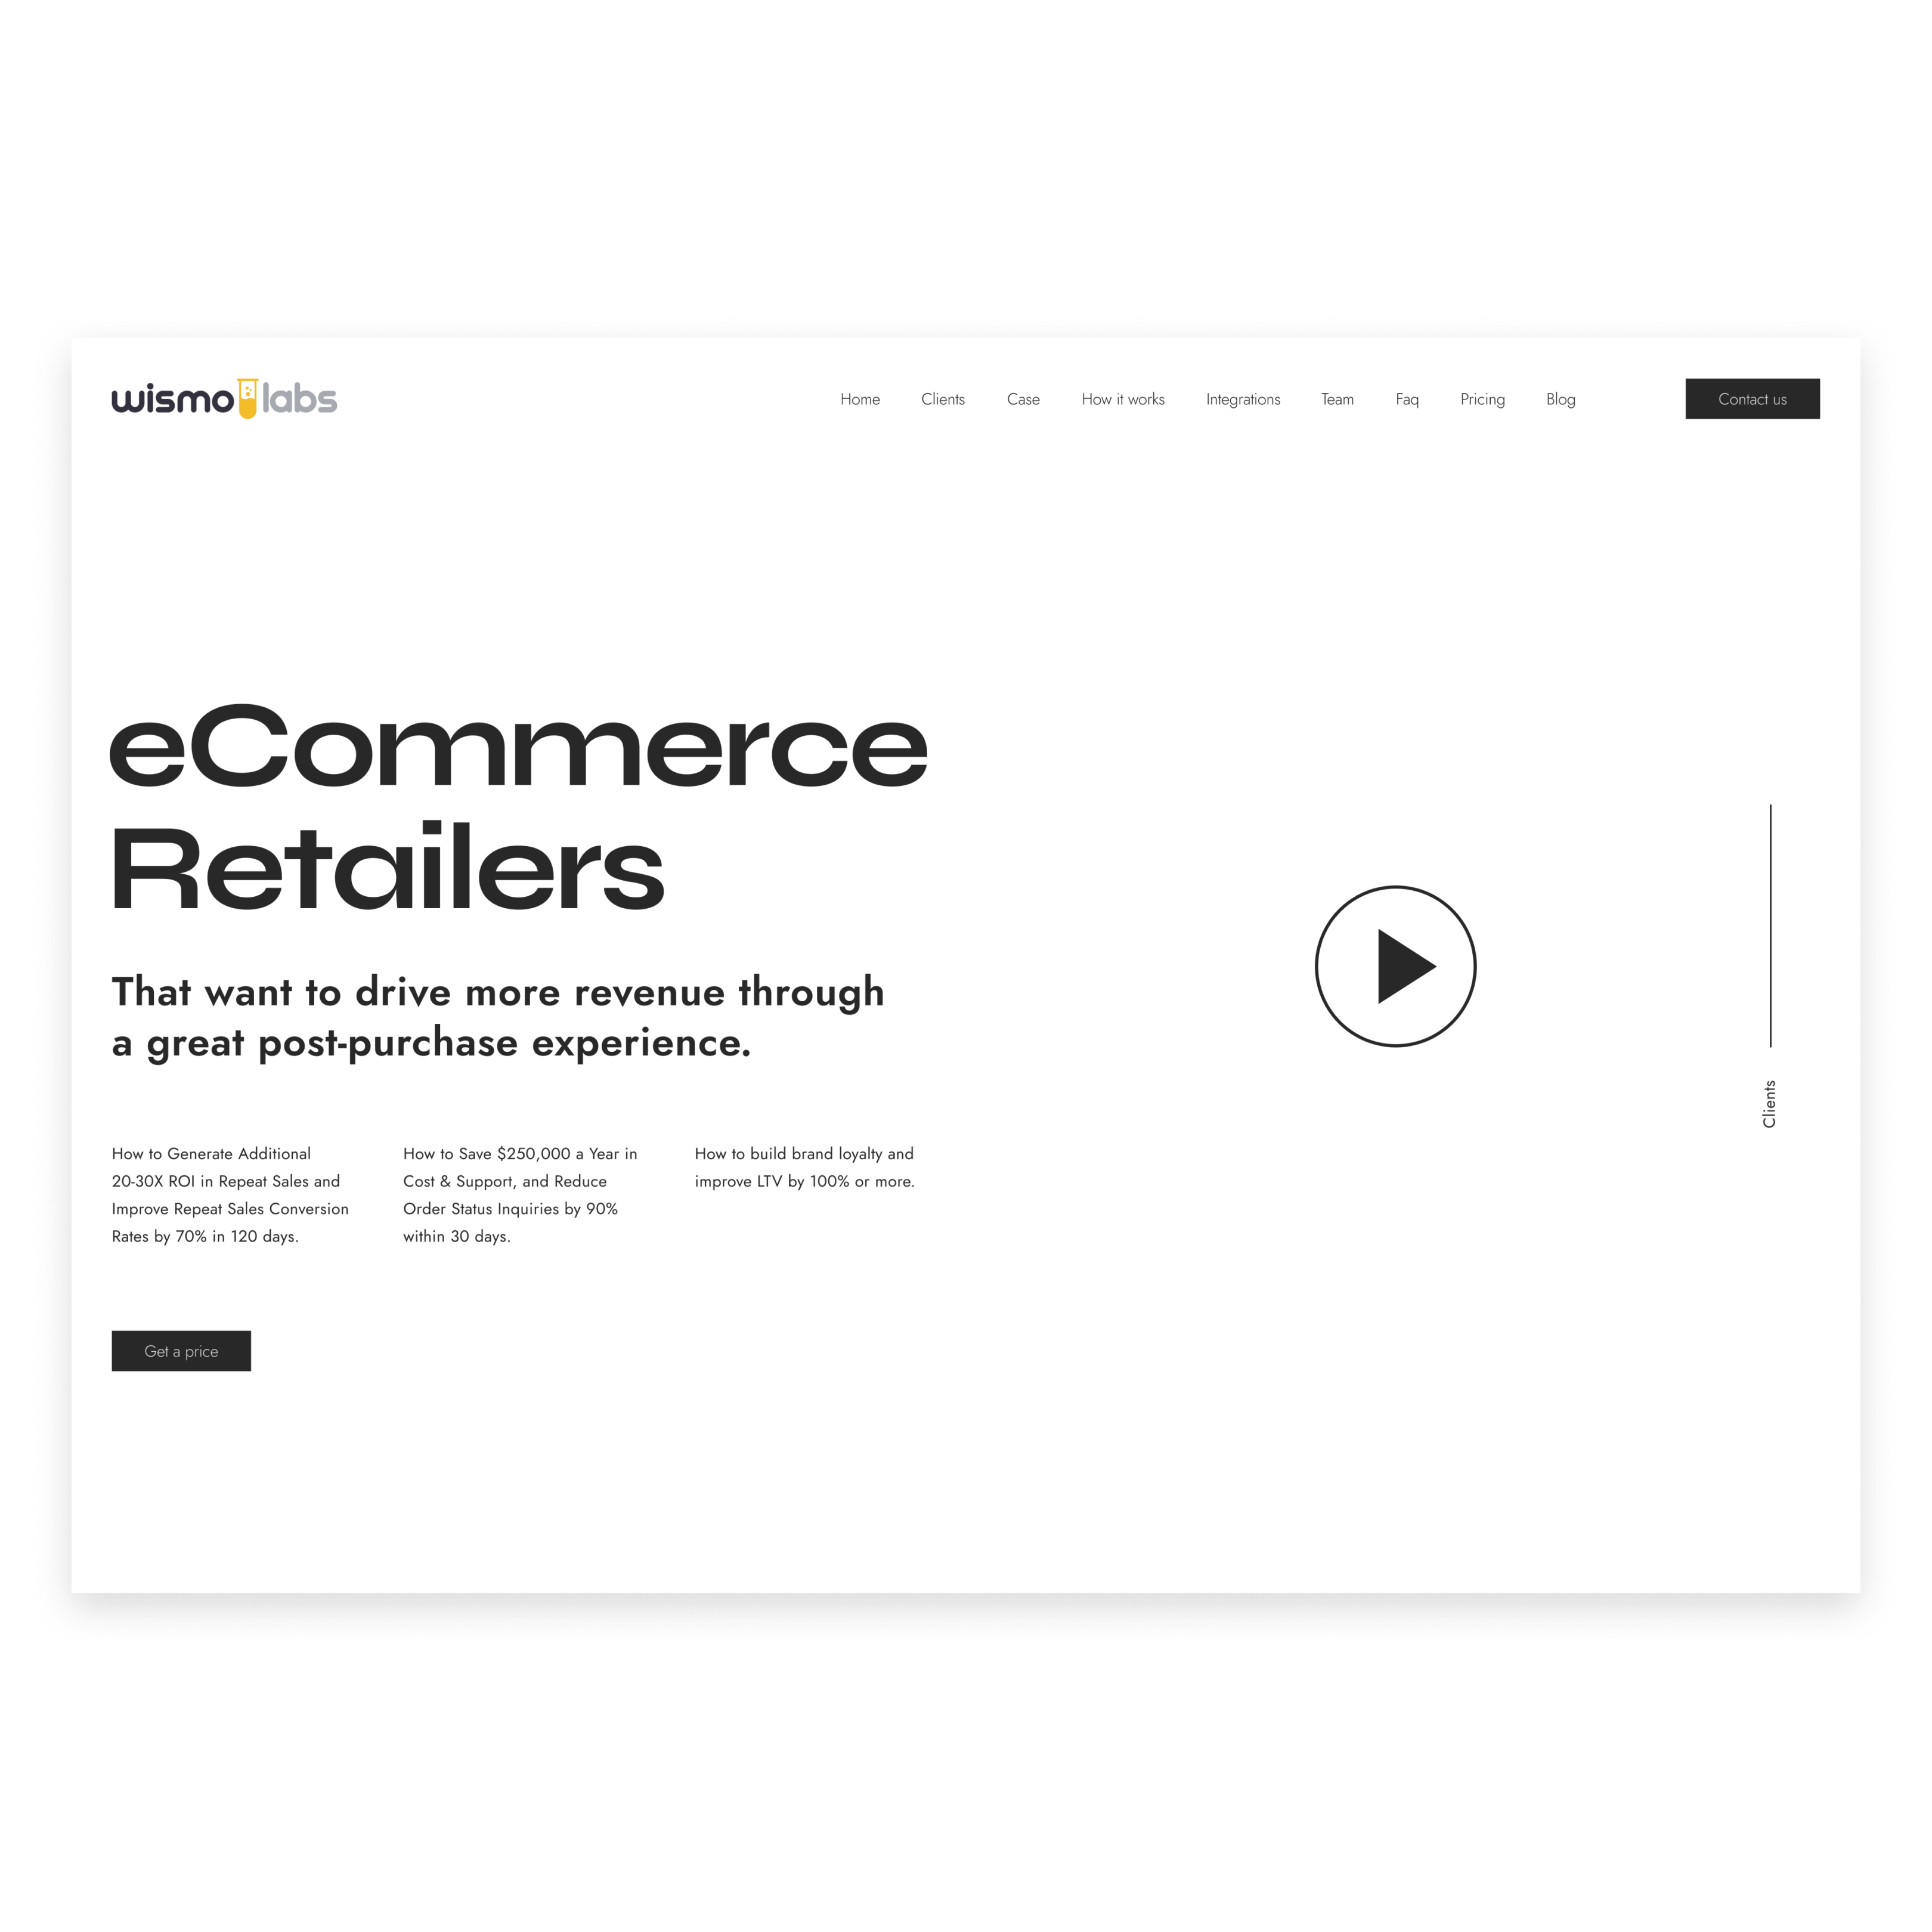 wismo labs
Home Clients Case How it works Integrations Team Faq Pricing Blog Contact us
eCommerce
Retailers
That want to drive more revenue through
a great post-purchase experience.
How to Generate Additional
20-30X ROI in Repeat Sales and
Improve Repeat Sales Conversion
Rates by 70% in 120 days.
How to Save $250,000 a Year in
Cost & Support, and Reduce
Order Status Inquiries by 90%
within 30 days.
How to build brand loyalty and
improve LTV by 100% or more.
Get a price
Clients